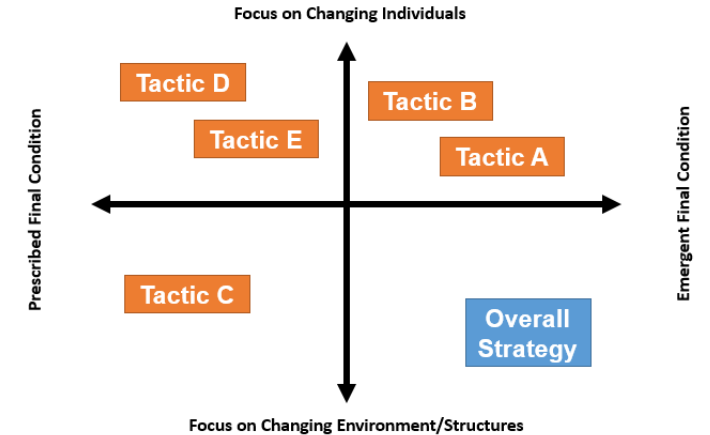 Focus on Changing Individuals
Tactic D
Tactic B
Tactic E
Tactic A
Prescribed Final Condition
Emergent Final Condition
Tactic C
Overall
Strategy
Focus on Changing Environment/Structures